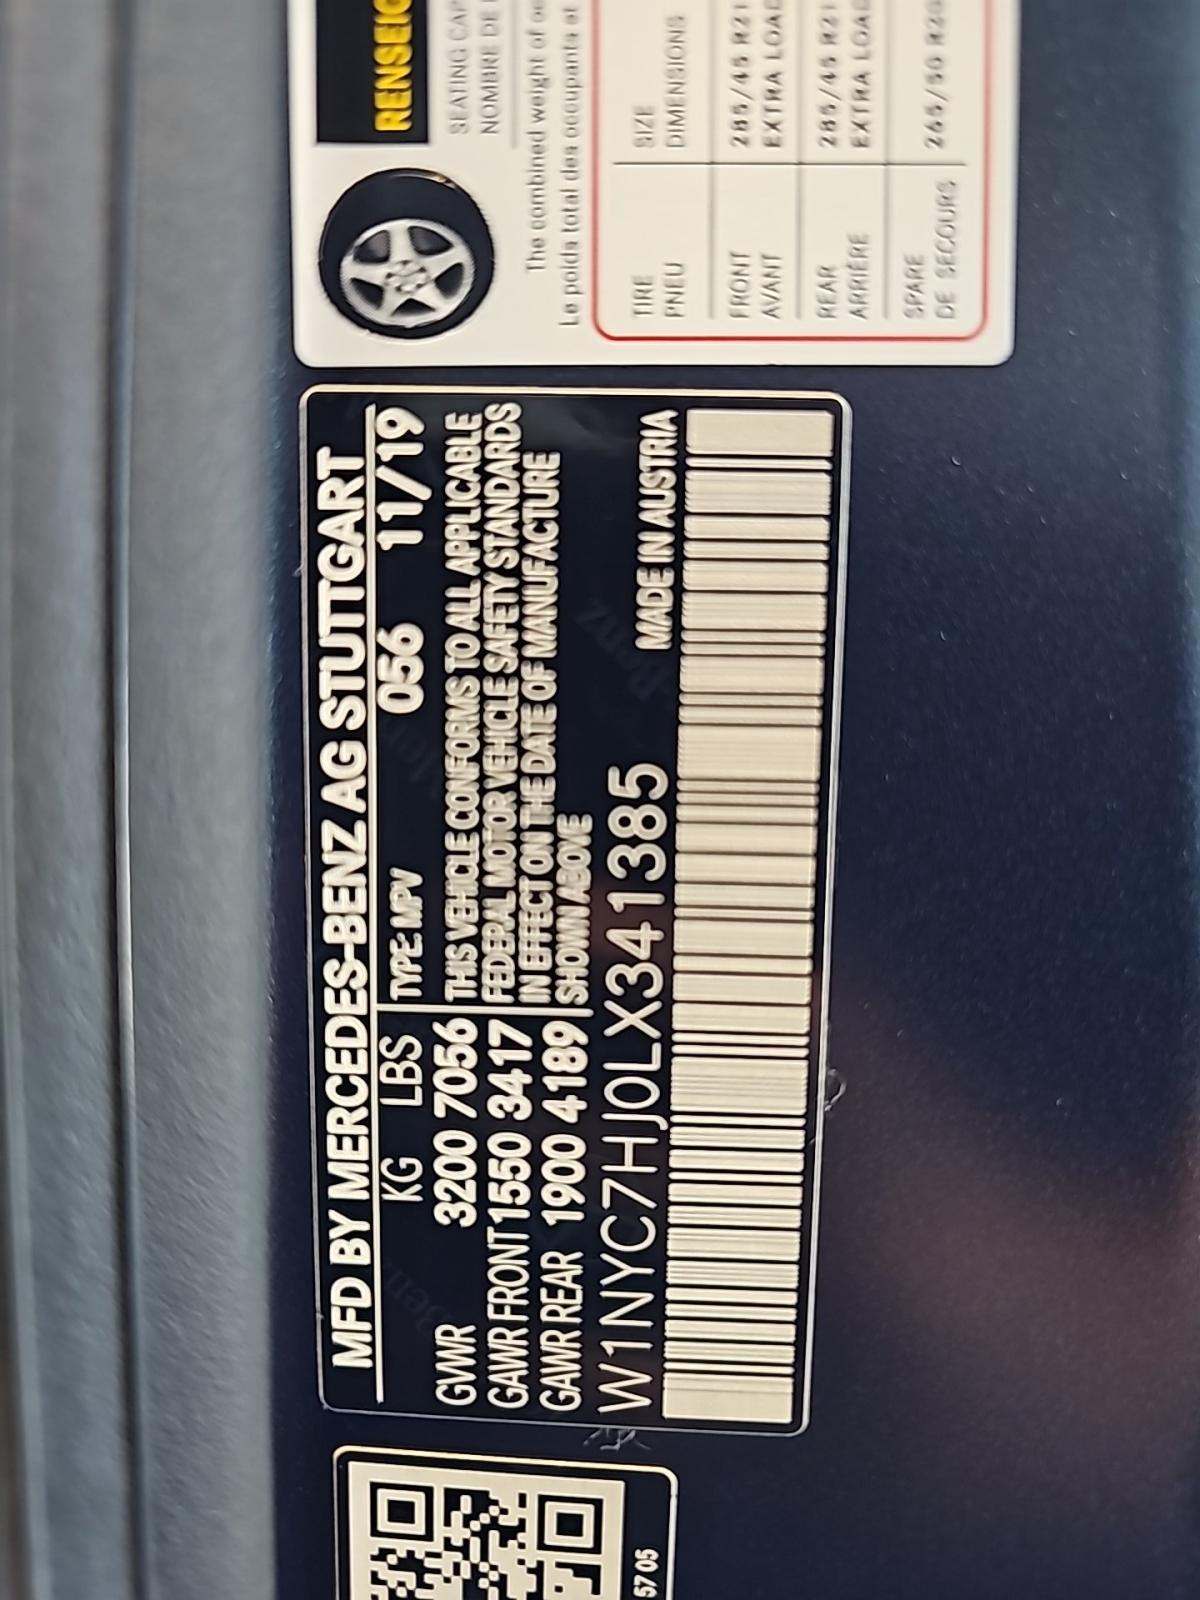 MFD BY MERCEDES-BENZ AG STUTTGART
KG LBS
GVWR 3200 7056
GAWR FRONT 1550 3417
GAWR REAR 1900 4189
TYPE: MPV 056 11/19
THIS VEHICLE CONFORMS TO ALL APPLICABLE
FEDERAL MOTOR VEHICLE SAFETY STANDARDS
IN EFFECT ON THE DATE OF MANUFACTURE
SHOWN ABOVE
MADE IN AUSTRIA
W1NYC7HJ0LX341385
RENSEIG
SEATING CAP
NOMBRE DE
The combined weight of oc
Le poids total des occupants et
TIRE SIZE
PNEU DIMENSIONS
FRONT 285/45 R21
AVANT EXTRA LOAD
REAR 285/45 R21
ARRIÈRE EXTRA LOAD
SPARE 265/50 R20
DE SECOURS
57 05